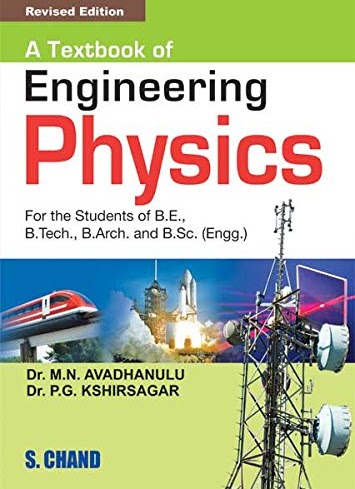 Revised Edition
A Textbook of
Engineering
Physics
For the Students of B.E.,
B.Tech., B.Arch. and B.Sc. (Engg.)
Dr. M.N. AVADHANULU
Dr. P.G. KSHIRSAGAR
S. CHAND